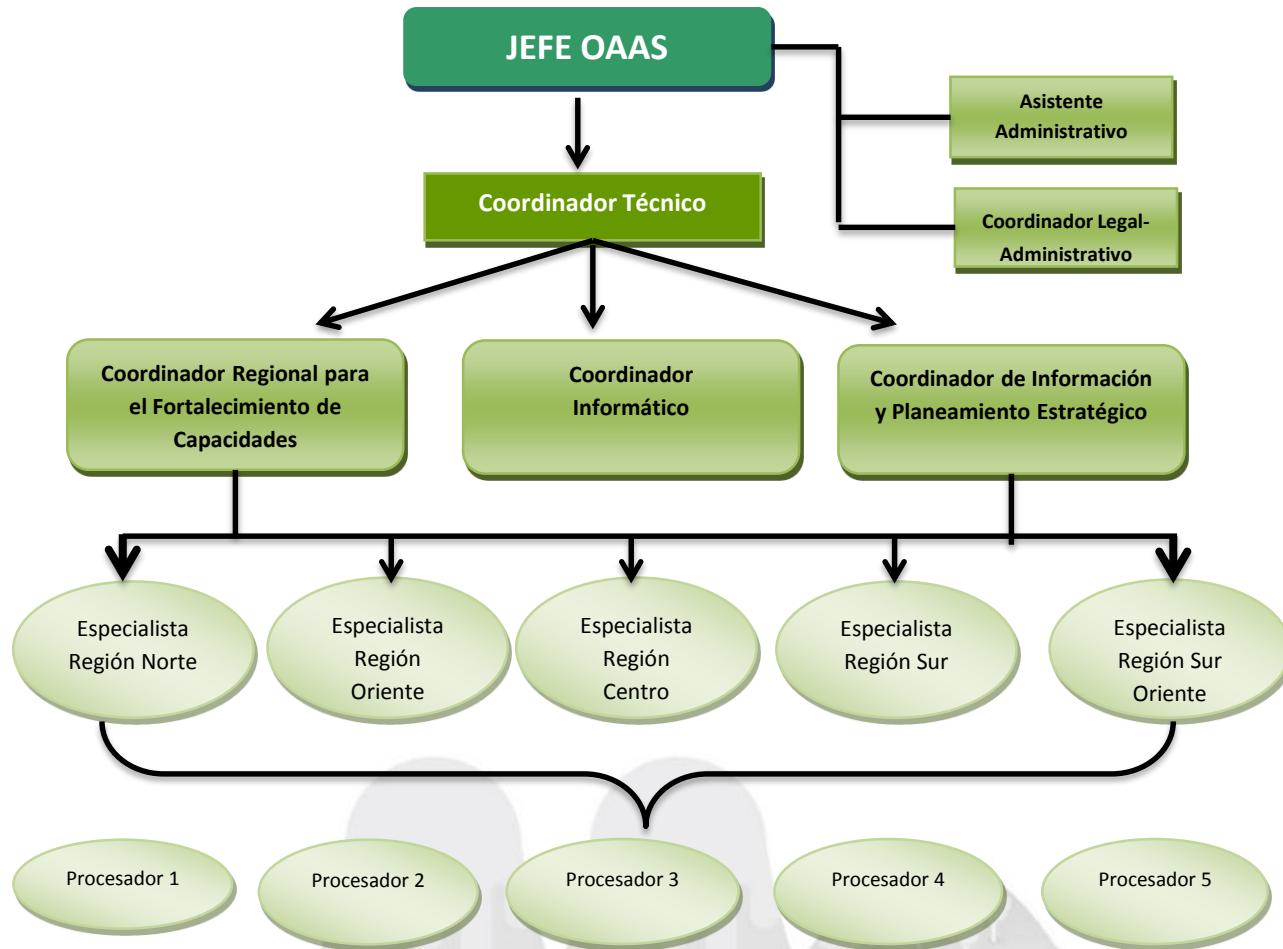 JEFE OAAS
Asistente
Administrativo
Coordinador Técnico
Coordinador Legal-
Administrativo
Coordinador Regional para
el Fortalecimiento de
Capacidades
Coordinador
Informático
Coordinador de Información
y Planeamiento Estratégico
Especialista
Región Norte
Especialista
Región
Oriente
Especialista
Región
Centro
Especialista
Región Sur
Especialista
Región Sur
Oriente
Procesador 1
Procesador 2
Procesador 3
Procesador 4
Procesador 5